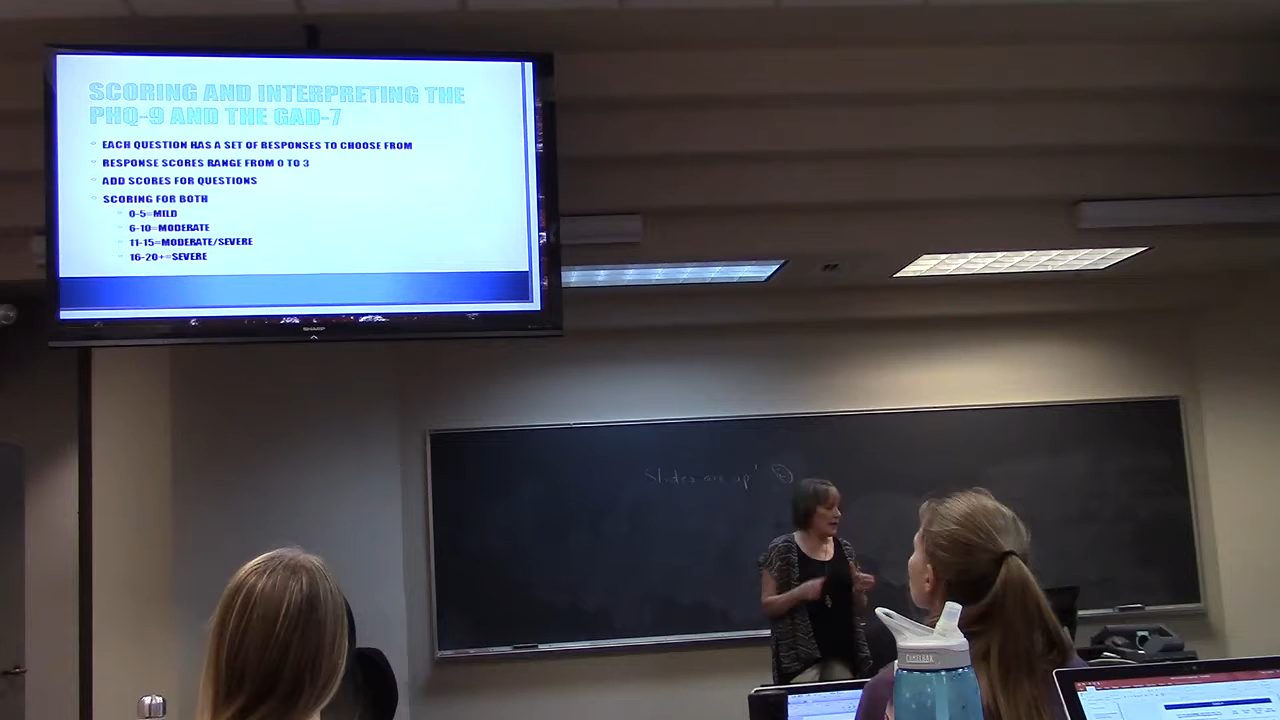 SCORING AND INTERPRETING THE
PHQ-9 AND THE GAD-7
EACH QUESTION HAS A SET OF RESPONSES TO CHOOSE FROM
RESPONSE SCORES RANGE FROM 0 TO 3
ADD SCORES FOR QUESTIONS
SCORING FOR BOTH
0-5=MILD
6-10=MODERATE
11-15=MODERATE/SEVERE
16-20+=SEVERE
SHARP
Slides are up!
CAMELBAK